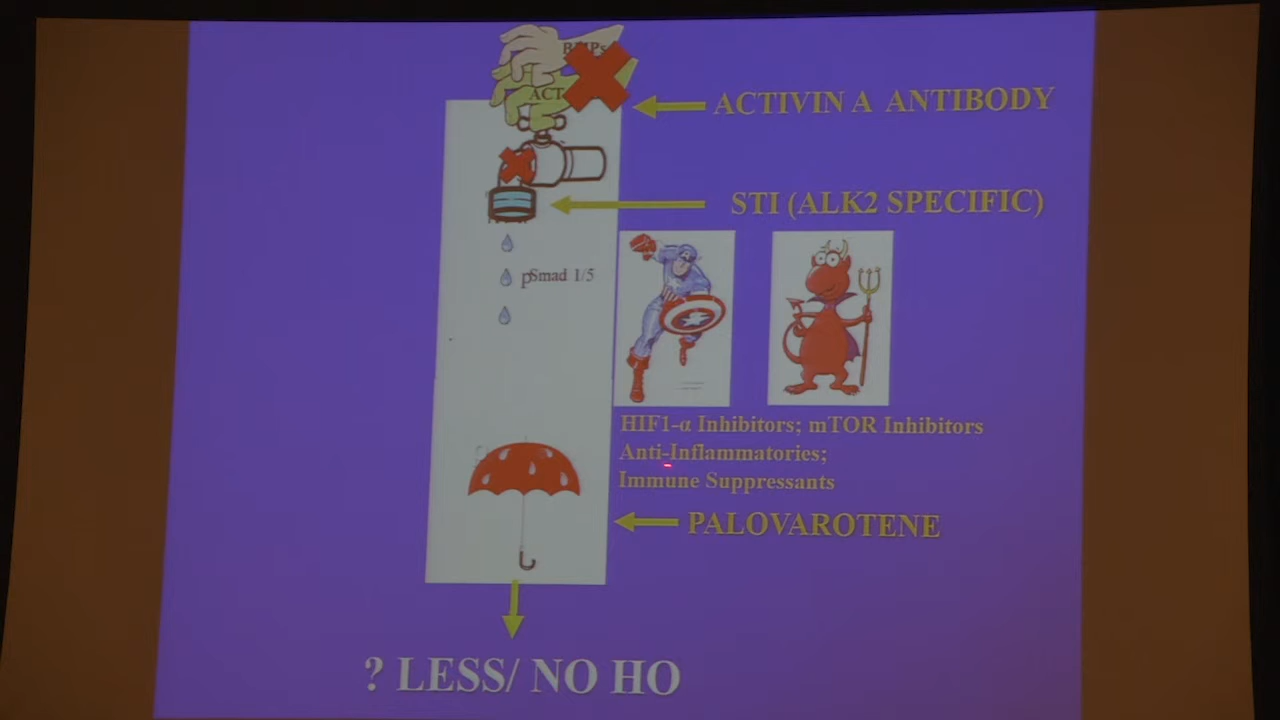 BMPs
ACT
ACTIVIN A ANTIBODY
STI (ALK2 SPECIFIC)
pSmad 1/5
HIF1-α Inhibitors; mTOR Inhibitors
Anti-Inflammatories;
Immune Suppressants
PALOVAROTENE
? LESS/ NO HO